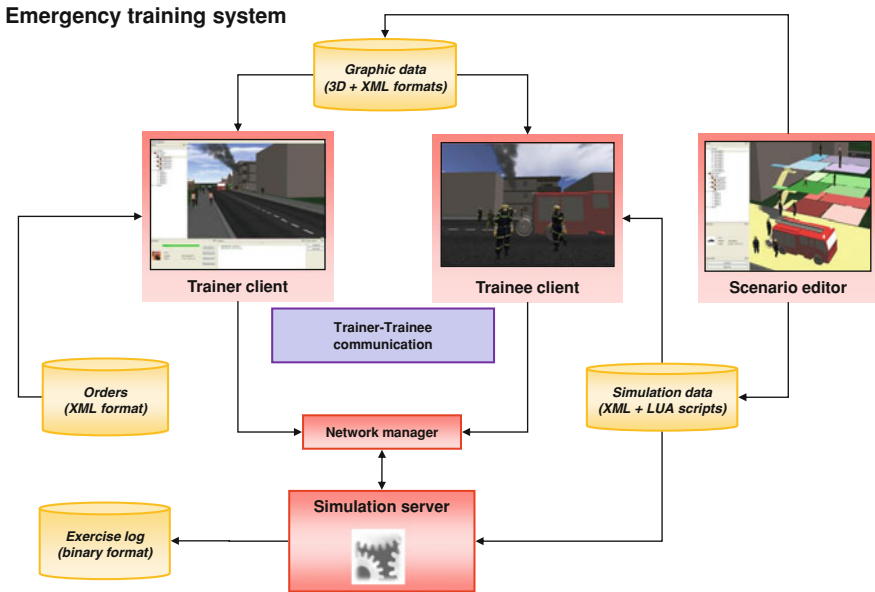 Emergency training system
Graphic data
(3D + XML formats)
Trainer client
Trainee client
Scenario editor
Trainer-Trainee
communication
Orders
(XML format)
Simulation data
(XML + LUA scripts)
Network manager
Simulation server
Exercise log
(binary format)